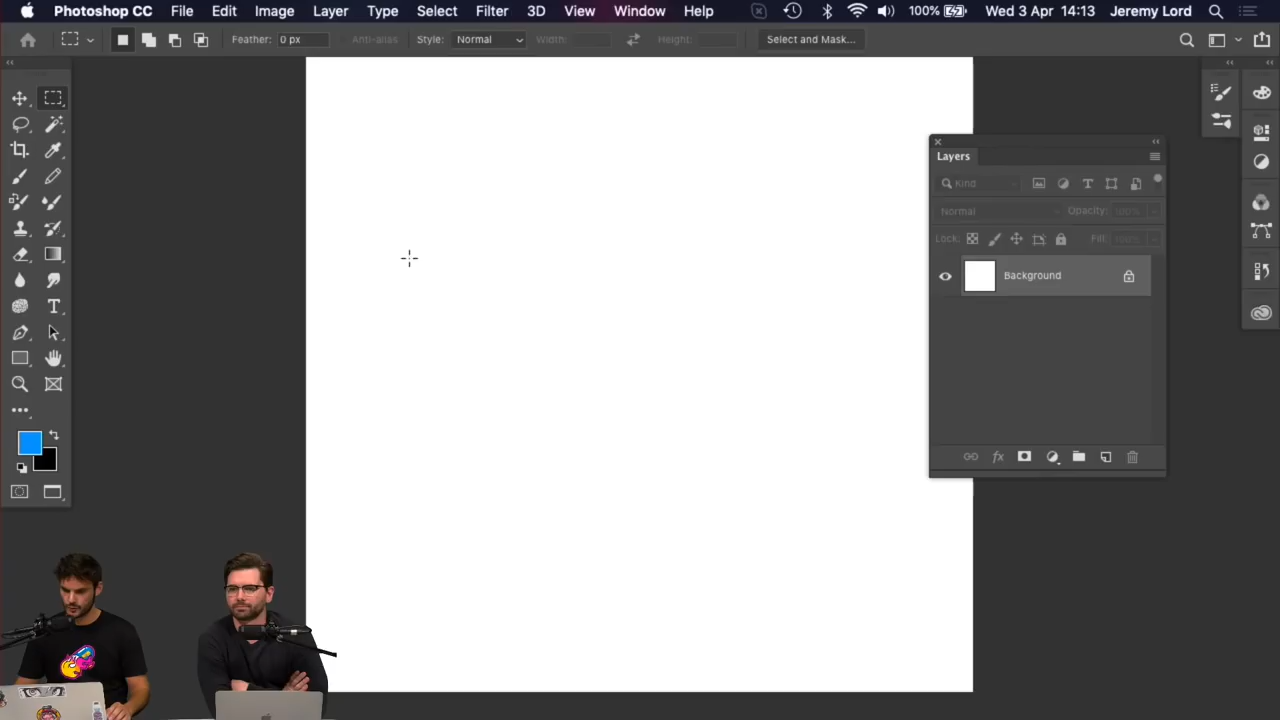 Photoshop CC File Edit Image Layer Type Select Filter 3D View Window Help 100% Wed 3 Apr 14:13 Jeremy Lord
Feather: 0 px Anti-alias Style: Normal Width: Height: Select and Mask...
Layers
Kind
Normal Opacity: 100%
Lock: Fill: 100%
Background